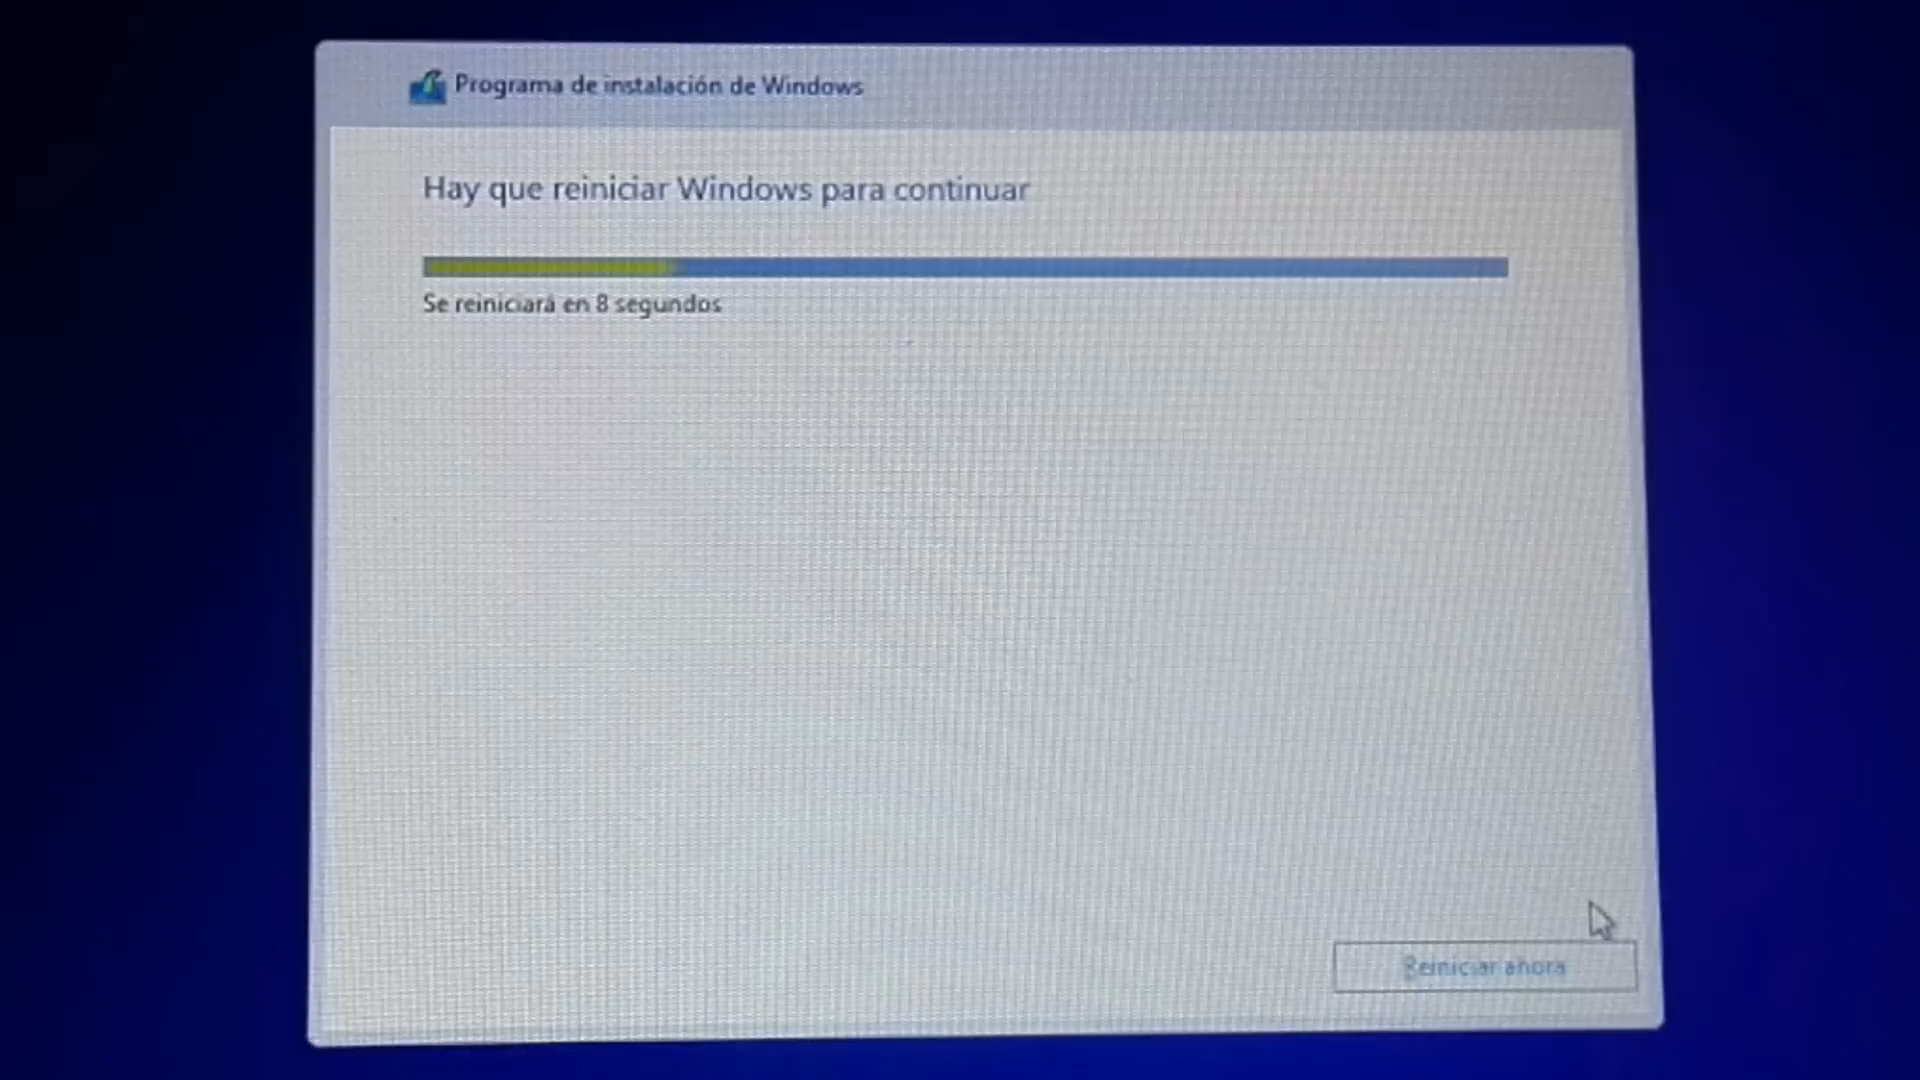 Programa de instalación de Windows
Hay que reiniciar Windows para continuar
Se reiniciará en 8 segundos
Reiniciar ahora